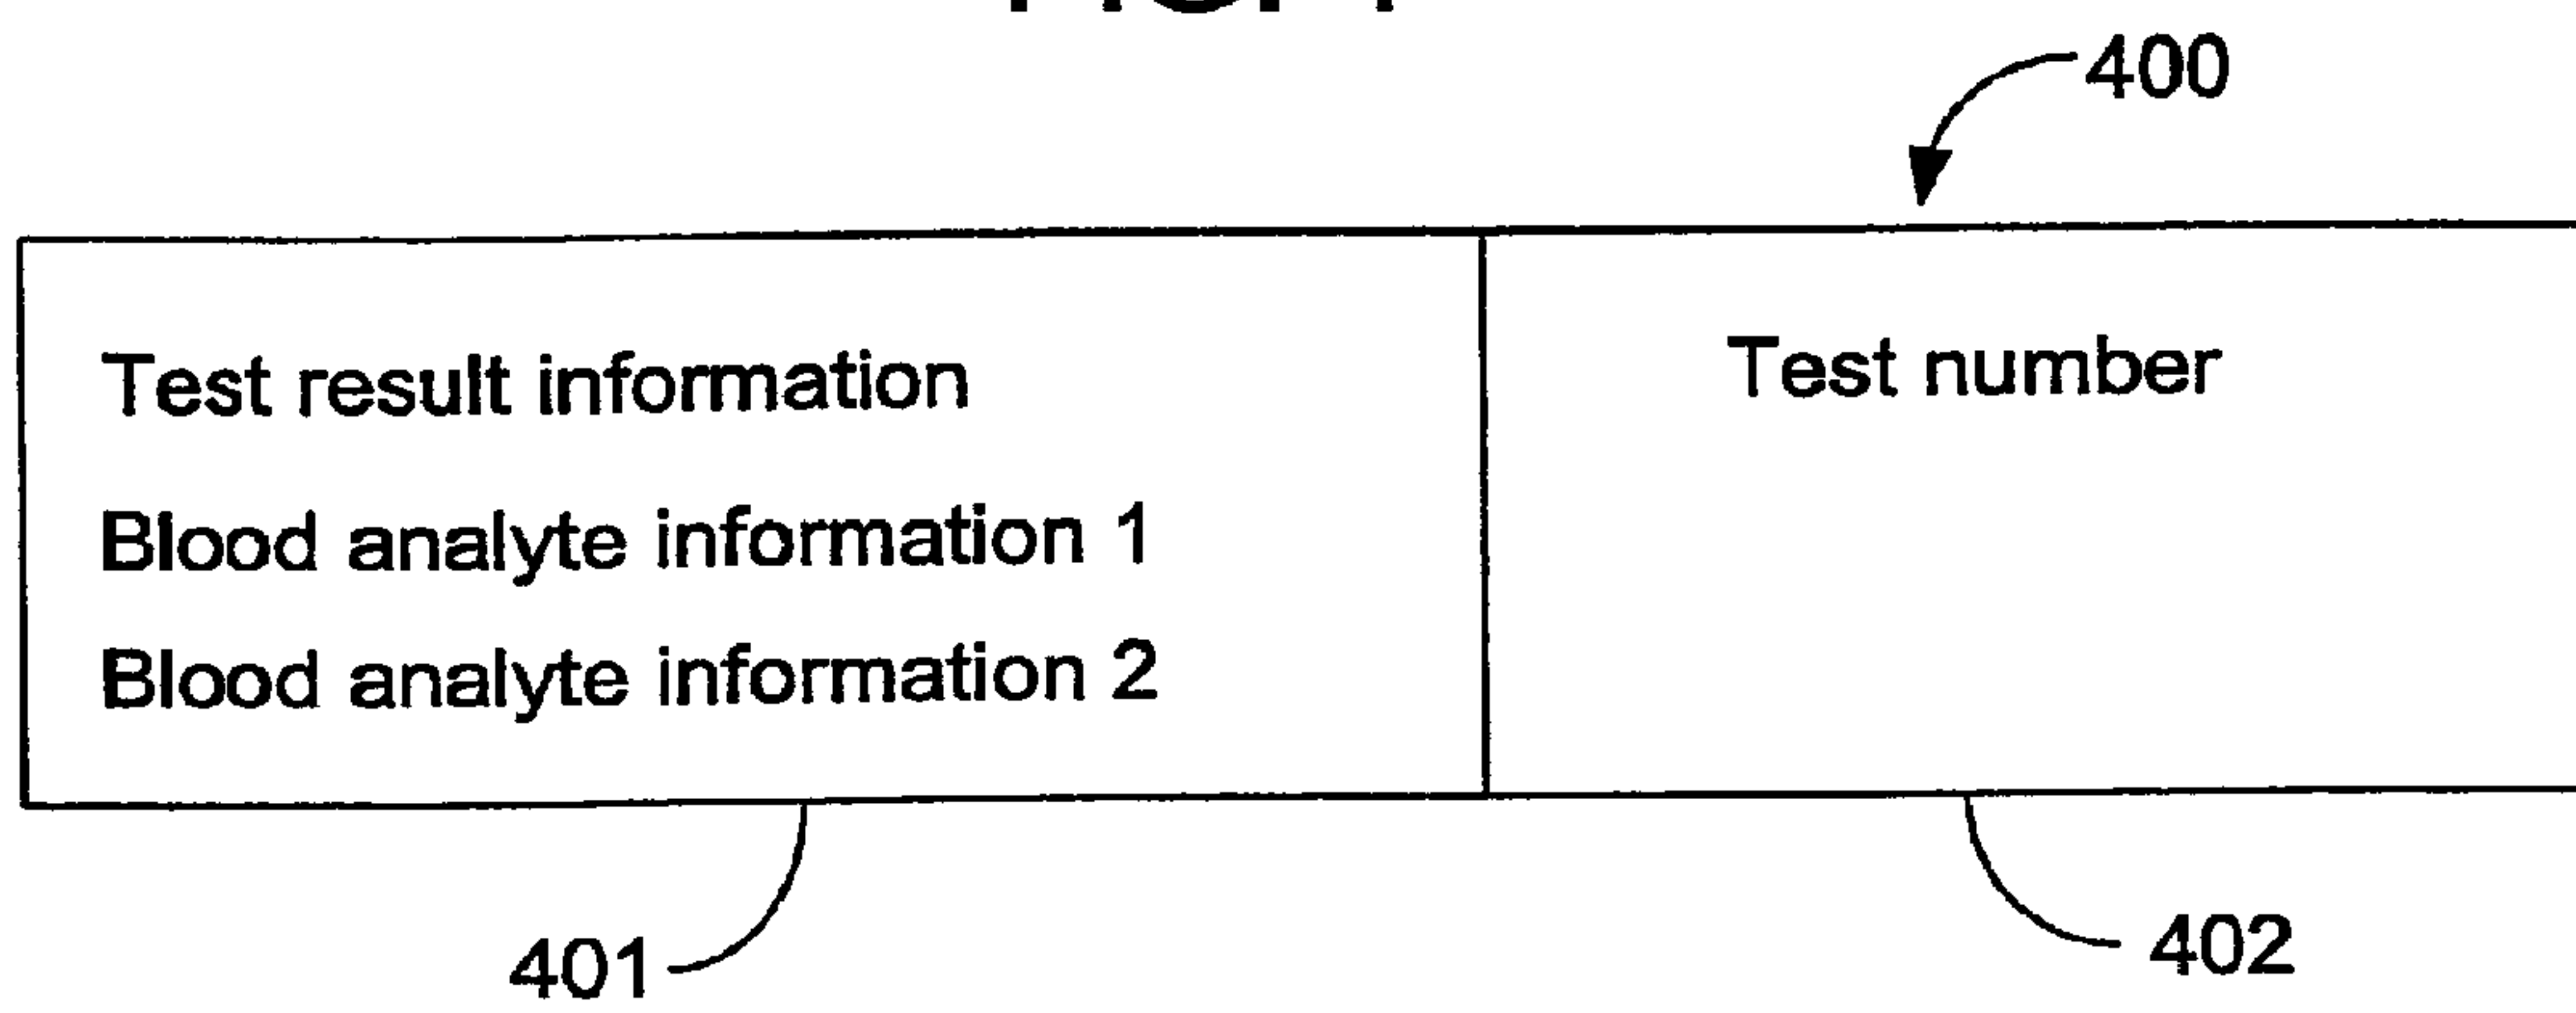 400
Test result information
Test number
Blood analyte information 1
Blood analyte information 2
401
402